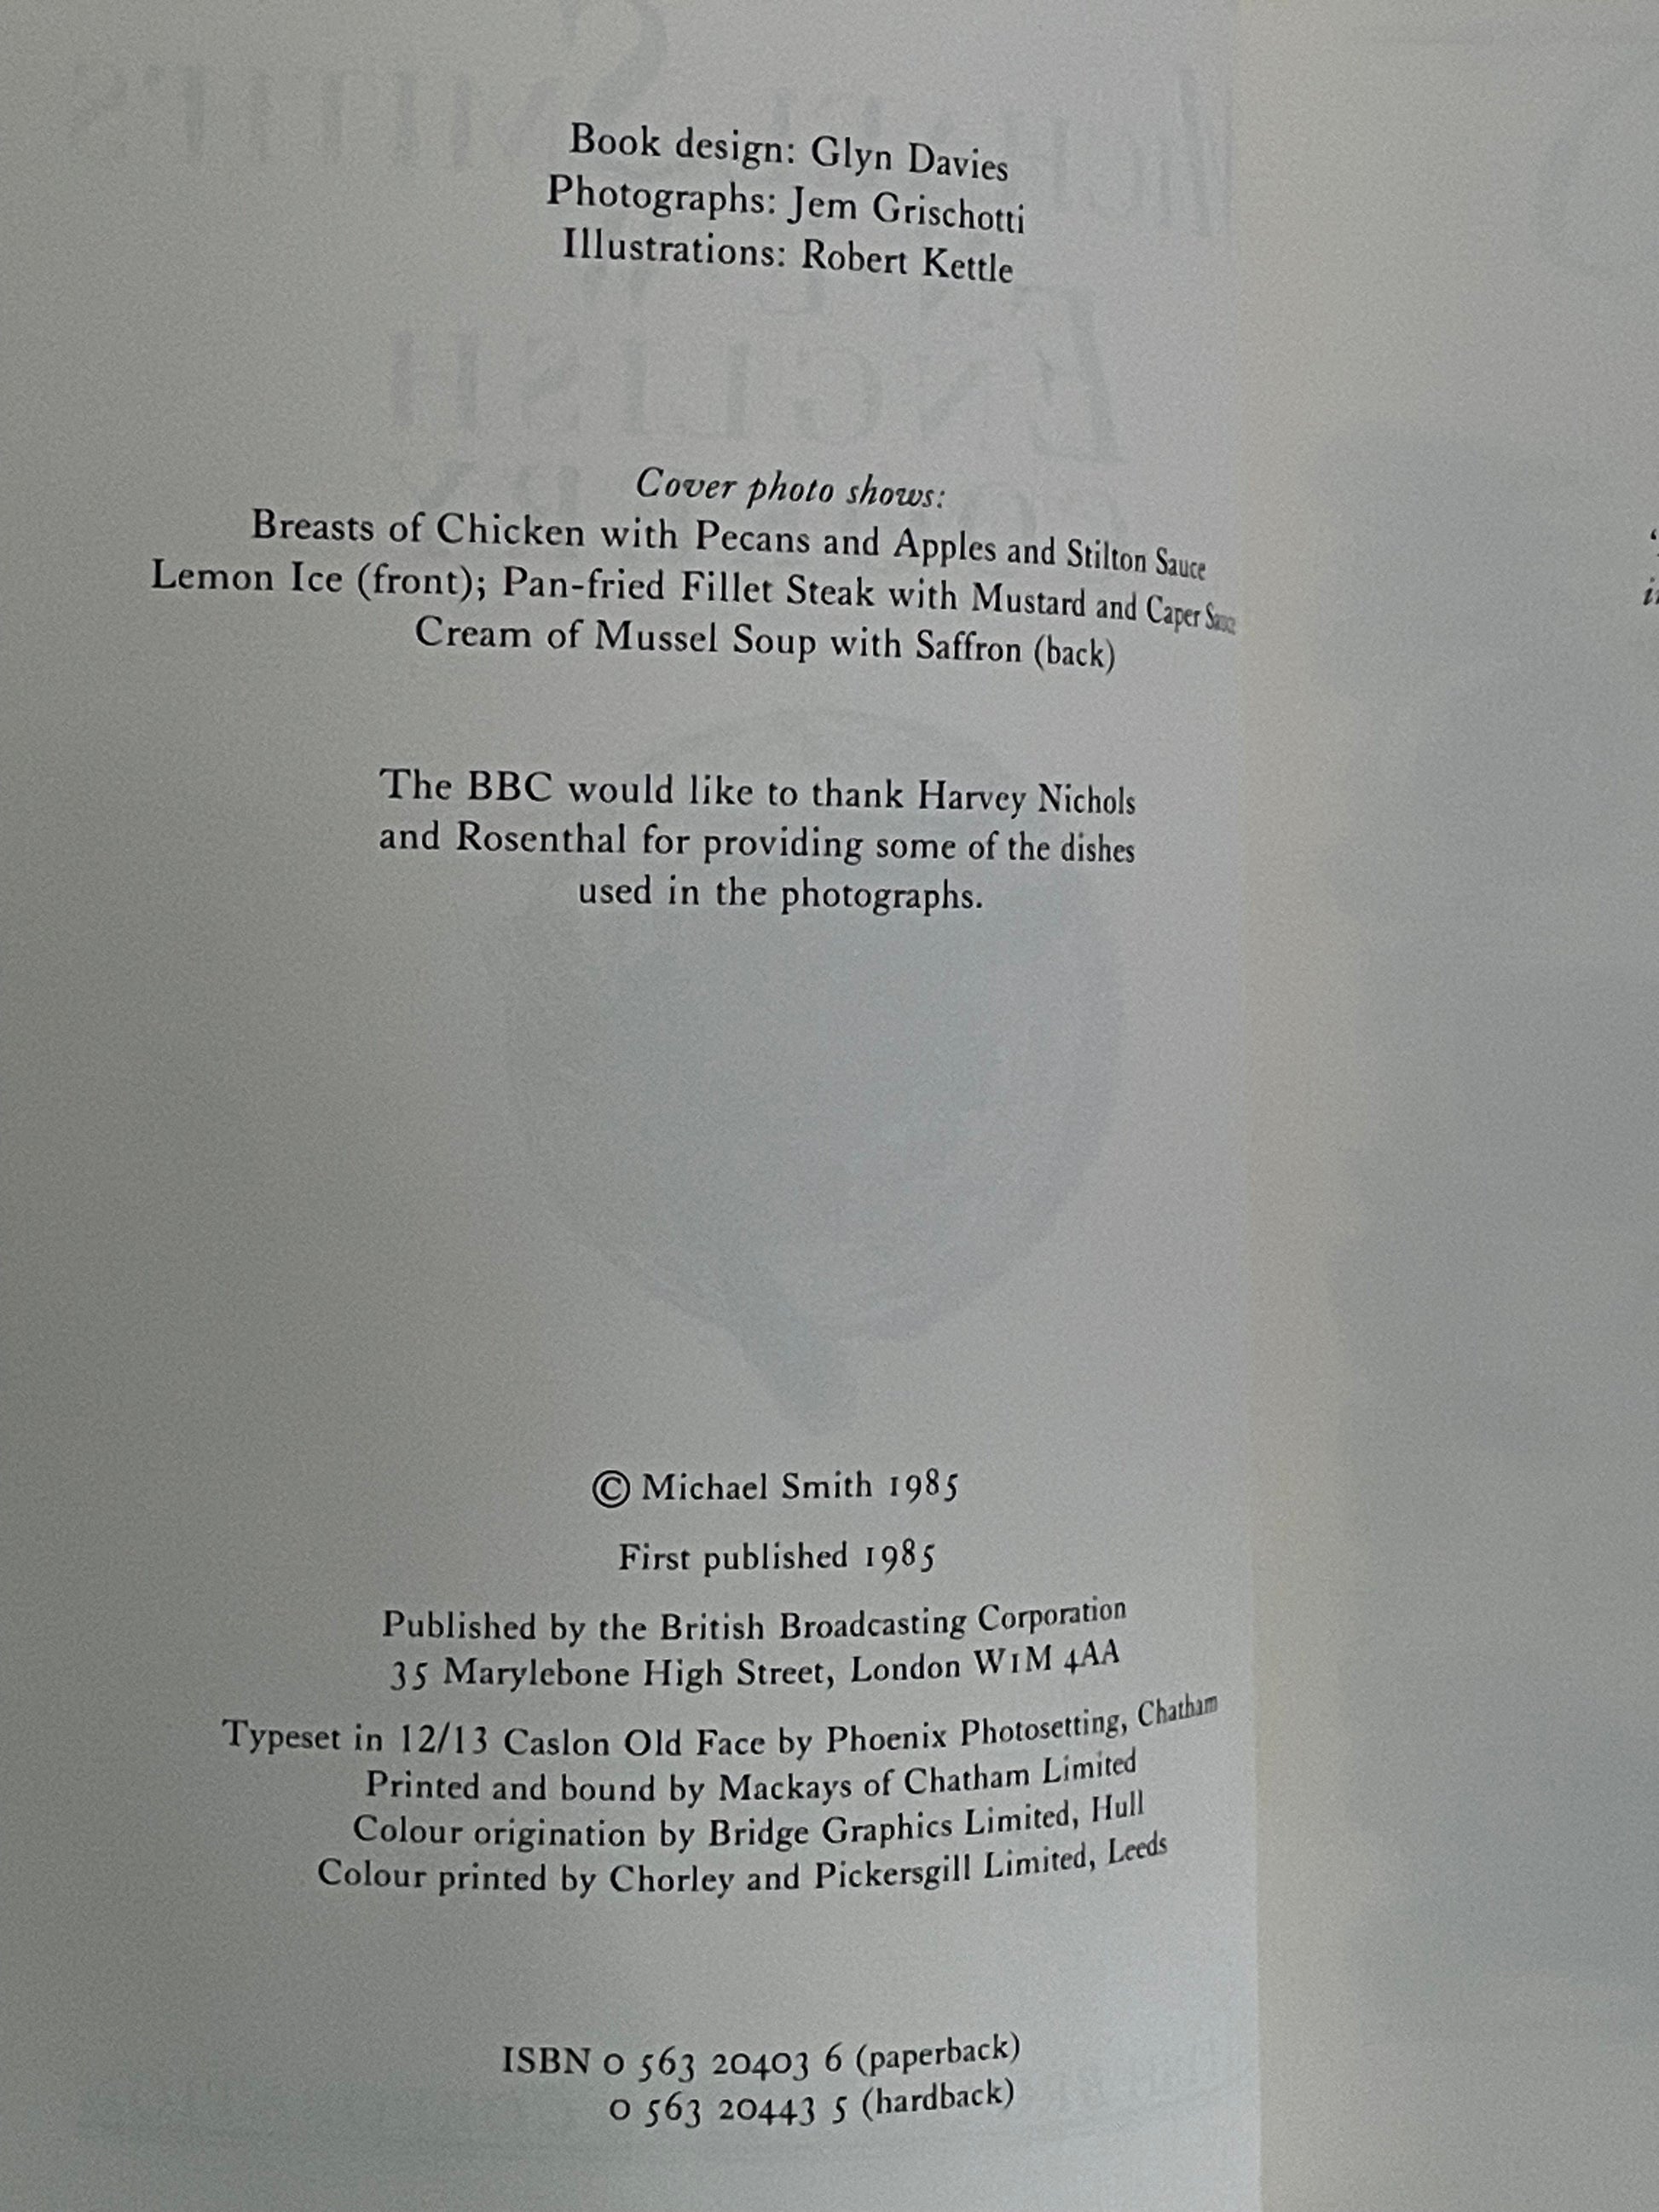 Book design: Glyn Davies
Photographs: Jem Grischotti
Illustrations: Robert Kettle
Cover photo shows:
Breasts of Chicken with Pecans and Apples and Stilton Sauce
Lemon Ice (front); Pan-fried Fillet Steak with Mustard and Caper Sauce
Cream of Mussel Soup with Saffron (back)
The BBC would like to thank Harvey Nichols
and Rosenthal for providing some of the dishes
used in the photographs.
© Michael Smith 1985
First published 1985
Published by the British Broadcasting Corporation
35 Marylebone High Street, London W1M 4AA
Typeset in 12/13 Caslon Old Face by Phoenix Photosetting, Chatham
Printed and bound by Mackays of Chatham Limited
Colour origination by Bridge Graphics Limited, Hull
Colour printed by Chorley and Pickersgill Limited, Leeds
ISBN 0 563 20403 6 (paperback)
0 563 20443 5 (hardback)